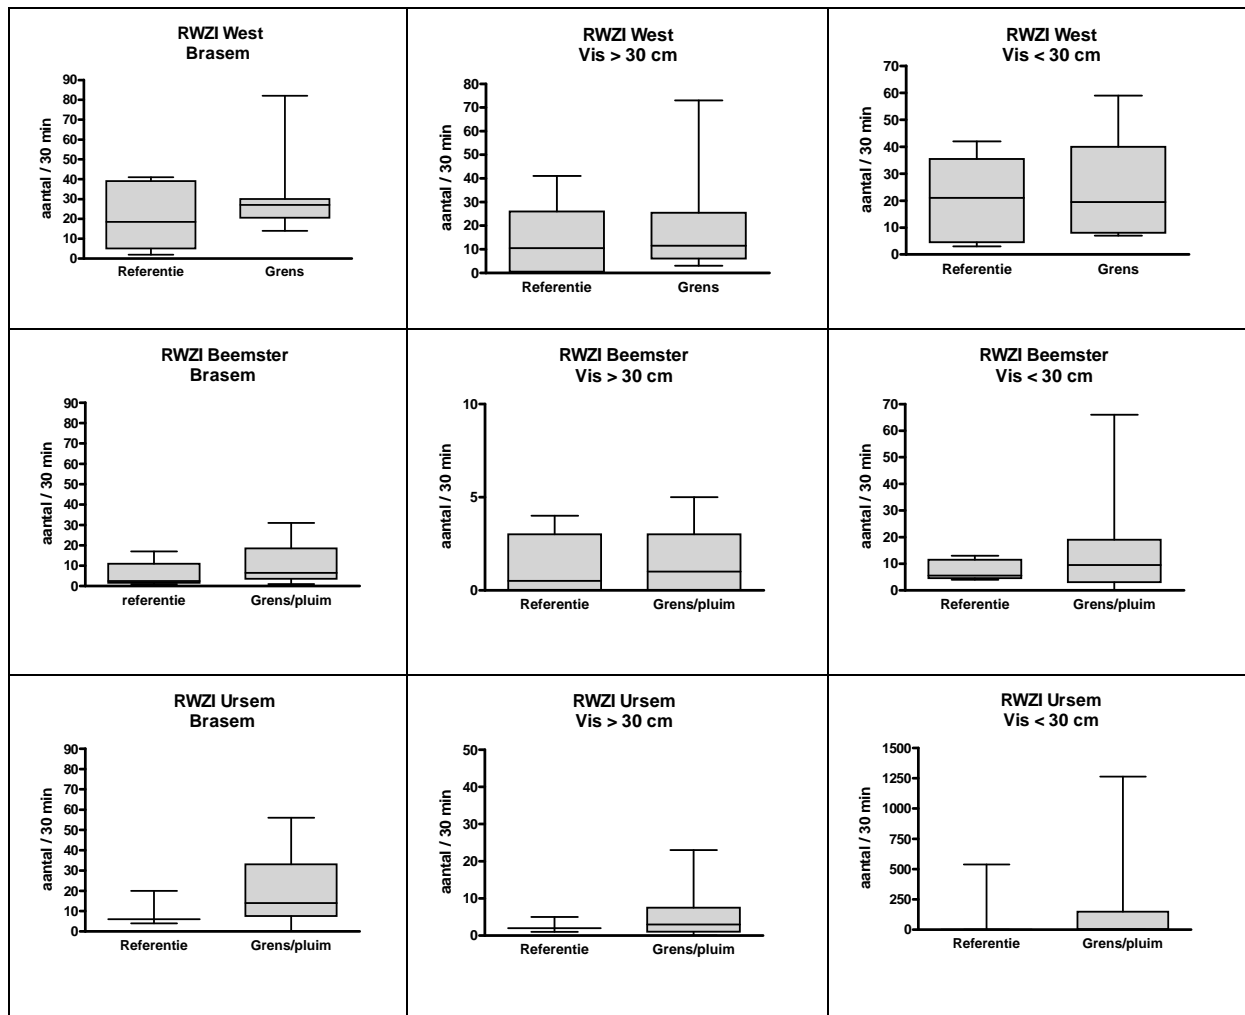 RWZI West
Brasem
90
80
70
60
50
40
30
20
10
0
aantal / 30 min
Referentie Grens
RWZI West
Vis > 30 cm
80
70
60
50
40
30
20
10
0
aantal / 30 min
Referentie Grens
RWZI West
Vis < 30 cm
70
60
50
40
30
20
10
0
aantal / 30 min
Referentie Grens
RWZI Beemster
Brasem
90
80
70
60
50
40
30
20
10
0
aantal / 30 min
referentie Grens/pluim
RWZI Beemster
Vis > 30 cm
10
5
0
aantal / 30 min
Referentie Grens/pluim
RWZI Beemster
Vis < 30 cm
70
60
50
40
30
20
10
0
aantal / 30 min
Referentie Grens/pluim
RWZI Ursem
Brasem
90
80
70
60
50
40
30
20
10
0
aantal / 30 min
Referentie Grens/pluim
RWZI Ursem
Vis > 30 cm
50
40
30
20
10
0
aantal / 30 min
Referentie Grens/pluim
RWZI Ursem
Vis < 30 cm
1500
1250
1000
750
500
250
0
aantal / 30 min
Referentie Grens/pluim